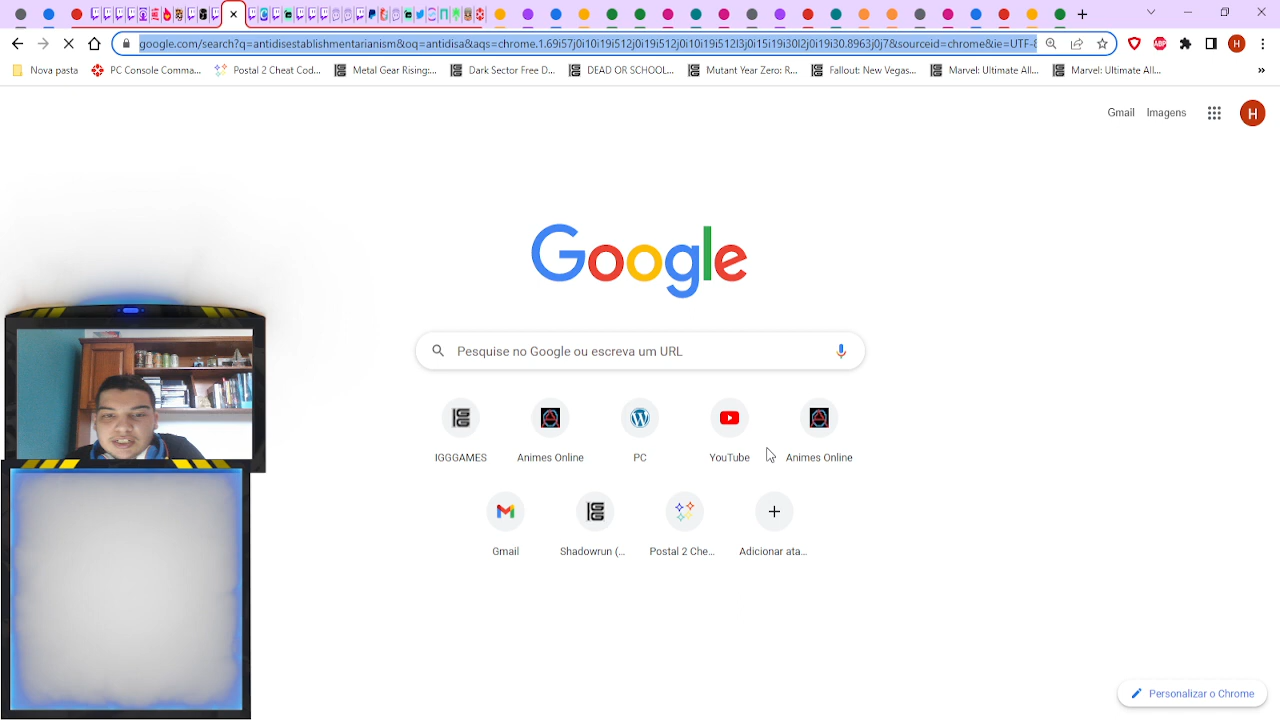 google.com/search?q=antidisestablishmentarianism&oq=antidisa&aqs=chrome.1.69i57j0i10i19i512j0i19i512j0i10i19i512l3j0i15i19i30l2j0i19i30.8963j0j7&sourceid=chrome&ie=UTF-8
ABP
H
Nova pasta
PC Console Comma...
Postal 2 Cheat Cod...
Metal Gear Rising:...
Dark Sector Free D...
DEAD OR SCHOOL...
Mutant Year Zero: R...
Fallout: New Vegas...
Marvel: Ultimate All...
Marvel: Ultimate All...
Gmail
Imagens
H
Google
Pesquise no Google ou escreva um URL
IGGGAMES
Animes Online
PC
YouTube
Animes Online
Gmail
Shadowrun (...
Postal 2 Che...
Adicionar ata...
Personalizar o Chrome